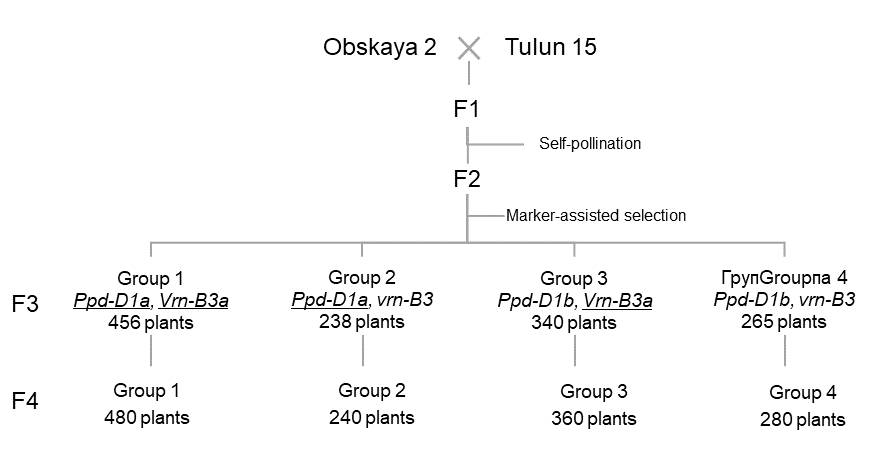 Obskaya 2 Tulun 15
F1
Self-pollination
F2
Marker-assisted selection
Group 1 Group 2 Group 3 ГрупGroupпа 4
F3 Ppd-D1a, Vrn-B3a Ppd-D1a, vrn-B3 Ppd-D1b, Vrn-B3a Ppd-D1b, vrn-B3
456 plants 238 plants 340 plants 265 plants
F4 Group 1 Group 2 Group 3 Group 4
480 plants 240 plants 360 plants 280 plants